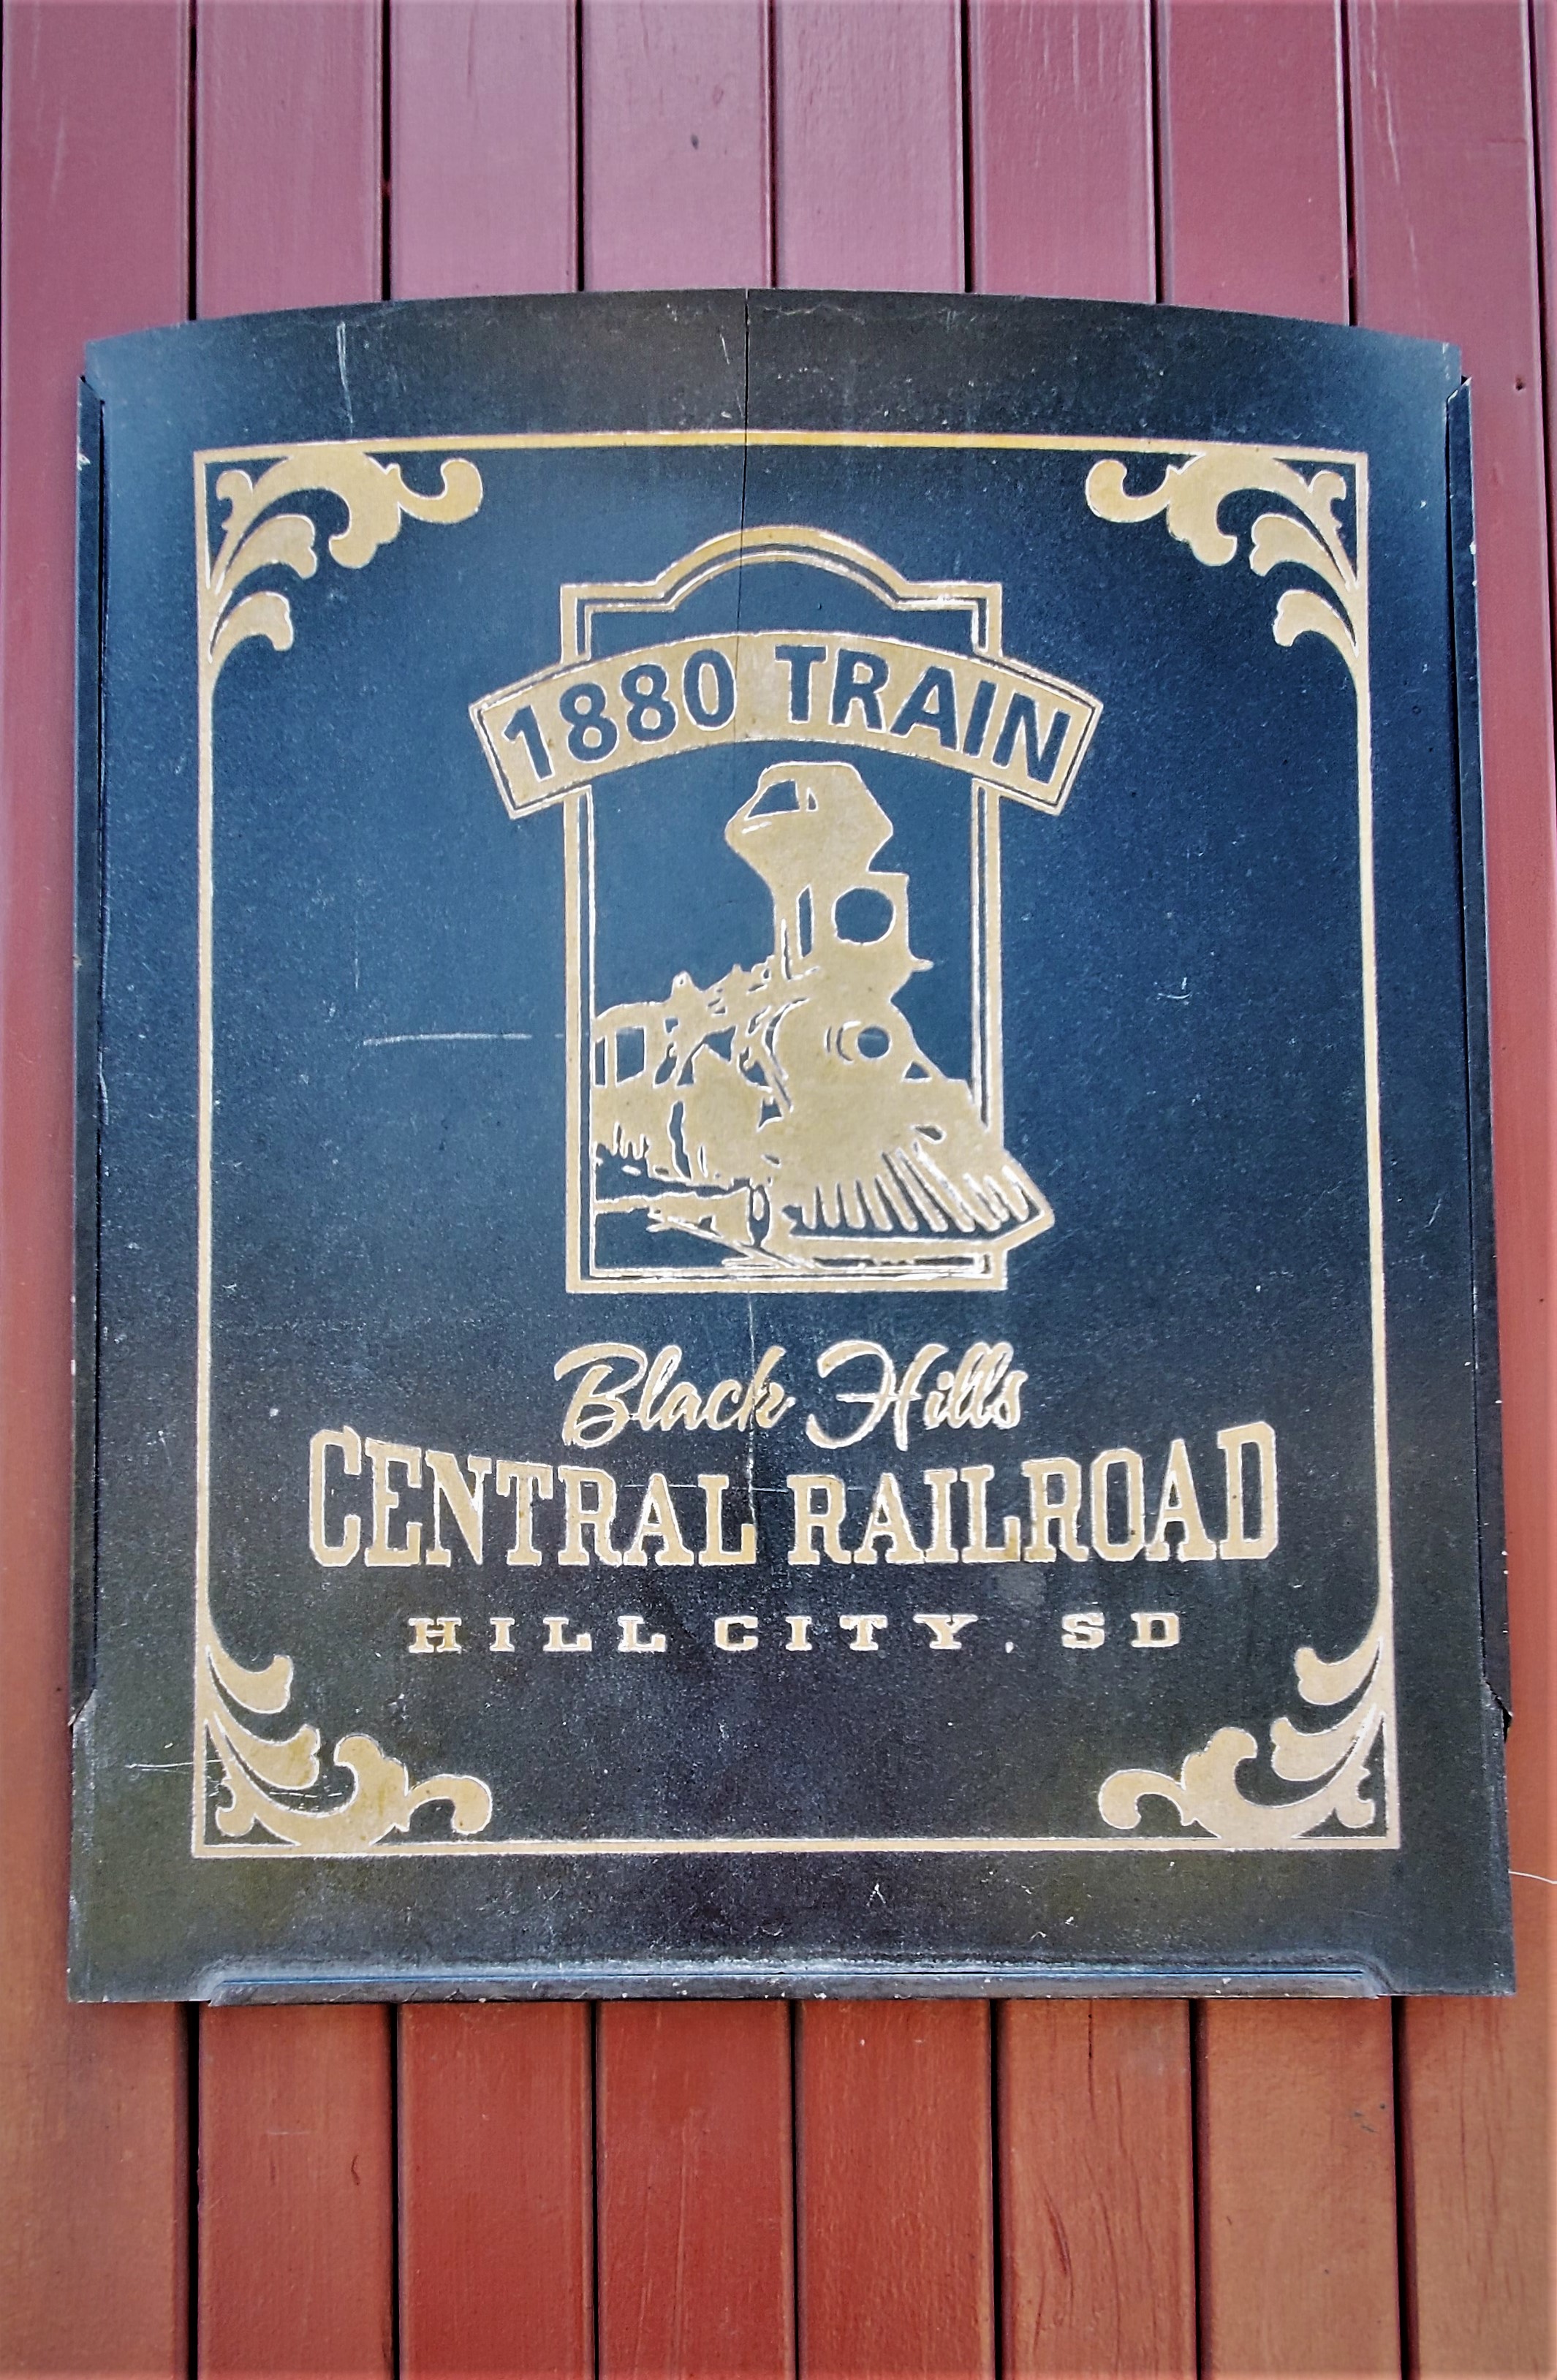 1880 TRAIN
Black Hills
CENTRAL RAILROAD
HILL CITY, SD